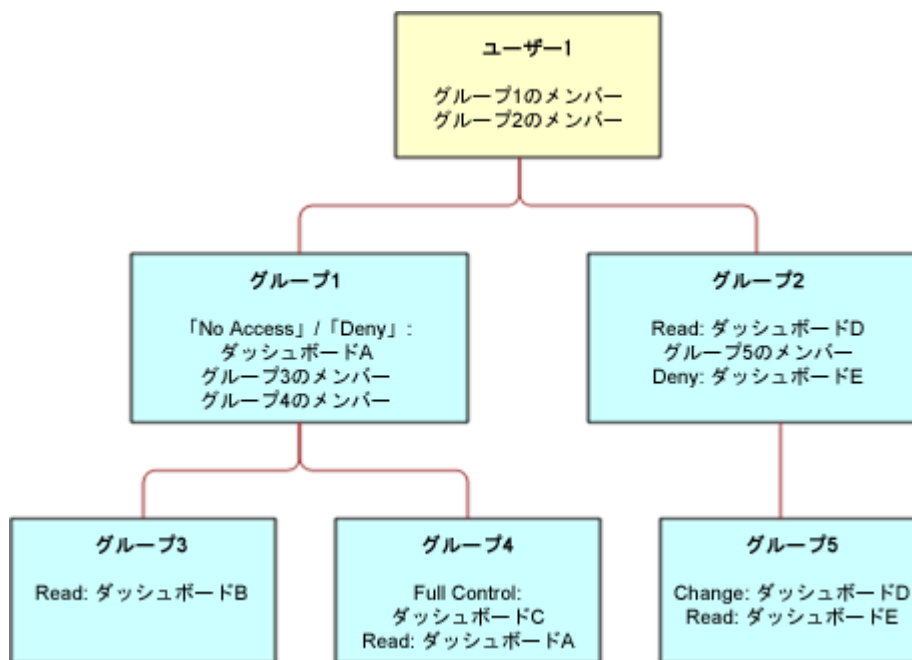 ユーザー1
グループ1のメンバー
グループ2のメンバー
グループ1
「No Access」/「Deny」:
ダッシュボードA
グループ3のメンバー
グループ4のメンバー
グループ2
Read: ダッシュボードD
グループ5のメンバー
Deny: ダッシュボードE
グループ3
Read: ダッシュボードB
グループ4
Full Control:
ダッシュボードC
Read: ダッシュボードA
グループ5
Change: ダッシュボードD
Read: ダッシュボードE